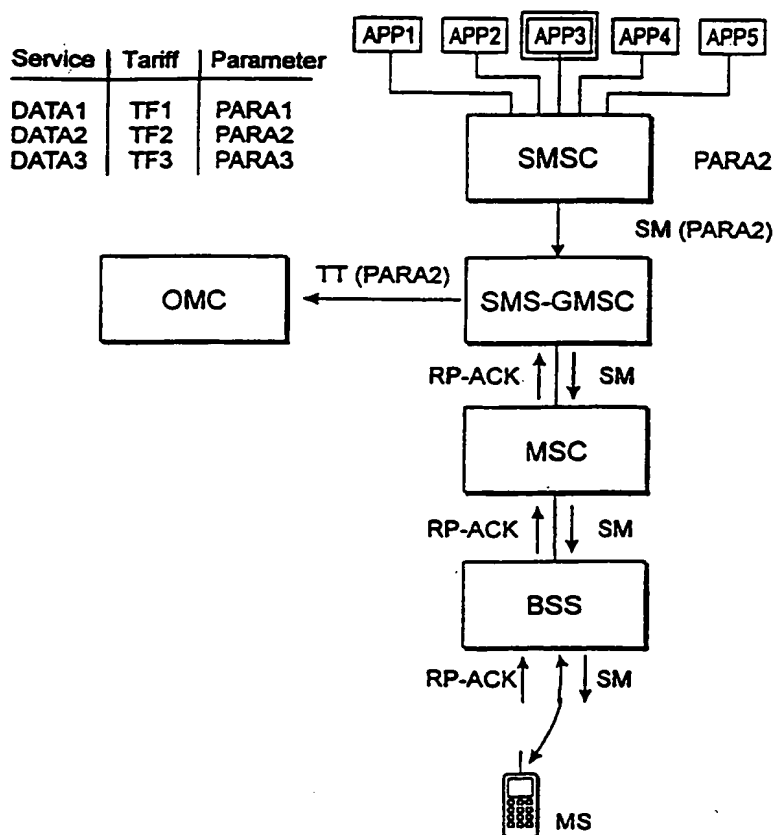 APP1 APP2 APP3 APP4 APP5
Service Tariff Parameter
DATA1 TF1 PARA1
DATA2 TF2 PARA2
DATA3 TF3 PARA3
SMSC PARA2
SM (PARA2)
OMC TT (PARA2) SMS-GMSC
RP-ACK SM
MSC
RP-ACK SM
BSS
RP-ACK SM
MS